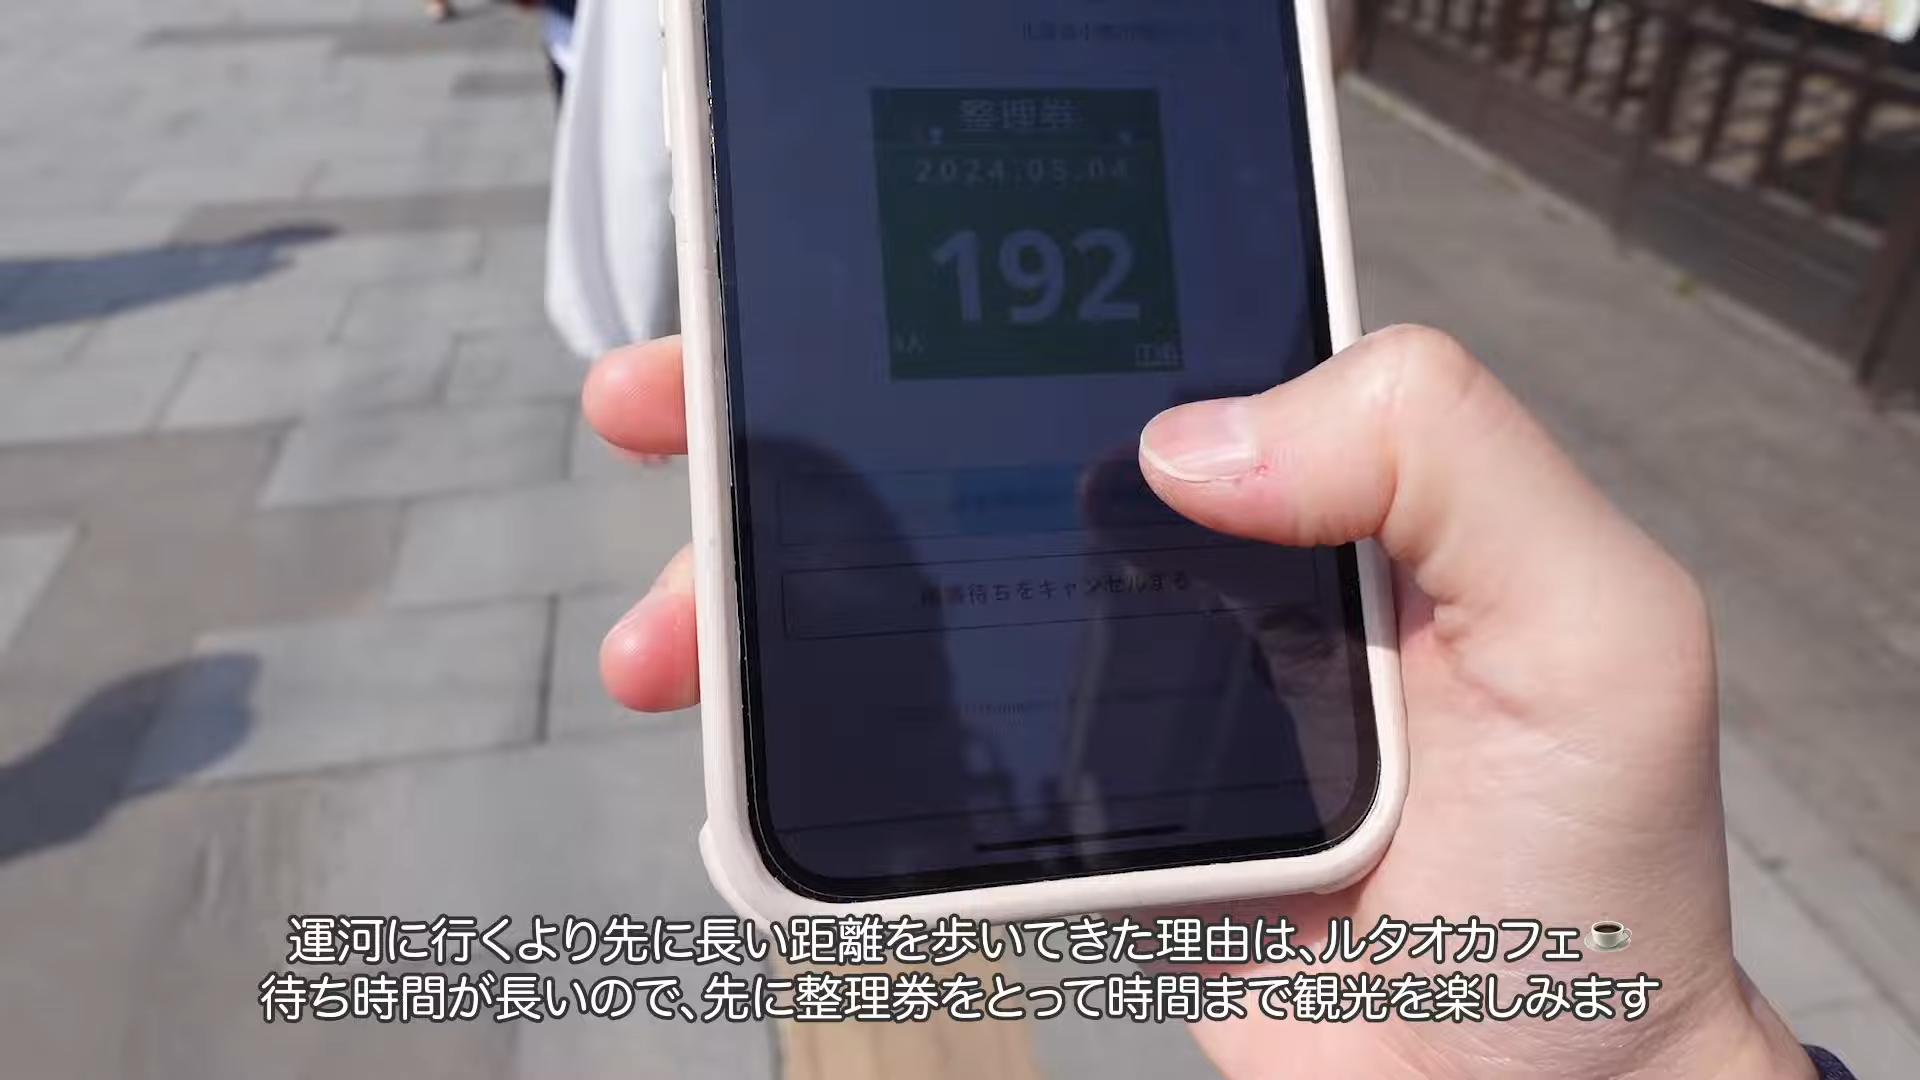 整理券
2024.05.04
192
待ちをキャンセルする
運河に行くより先に長い距離を歩いてきた理由は、ルタオカフェ☕
待ち時間が長いので、先に整理券をとって時間まで観光を楽しみます